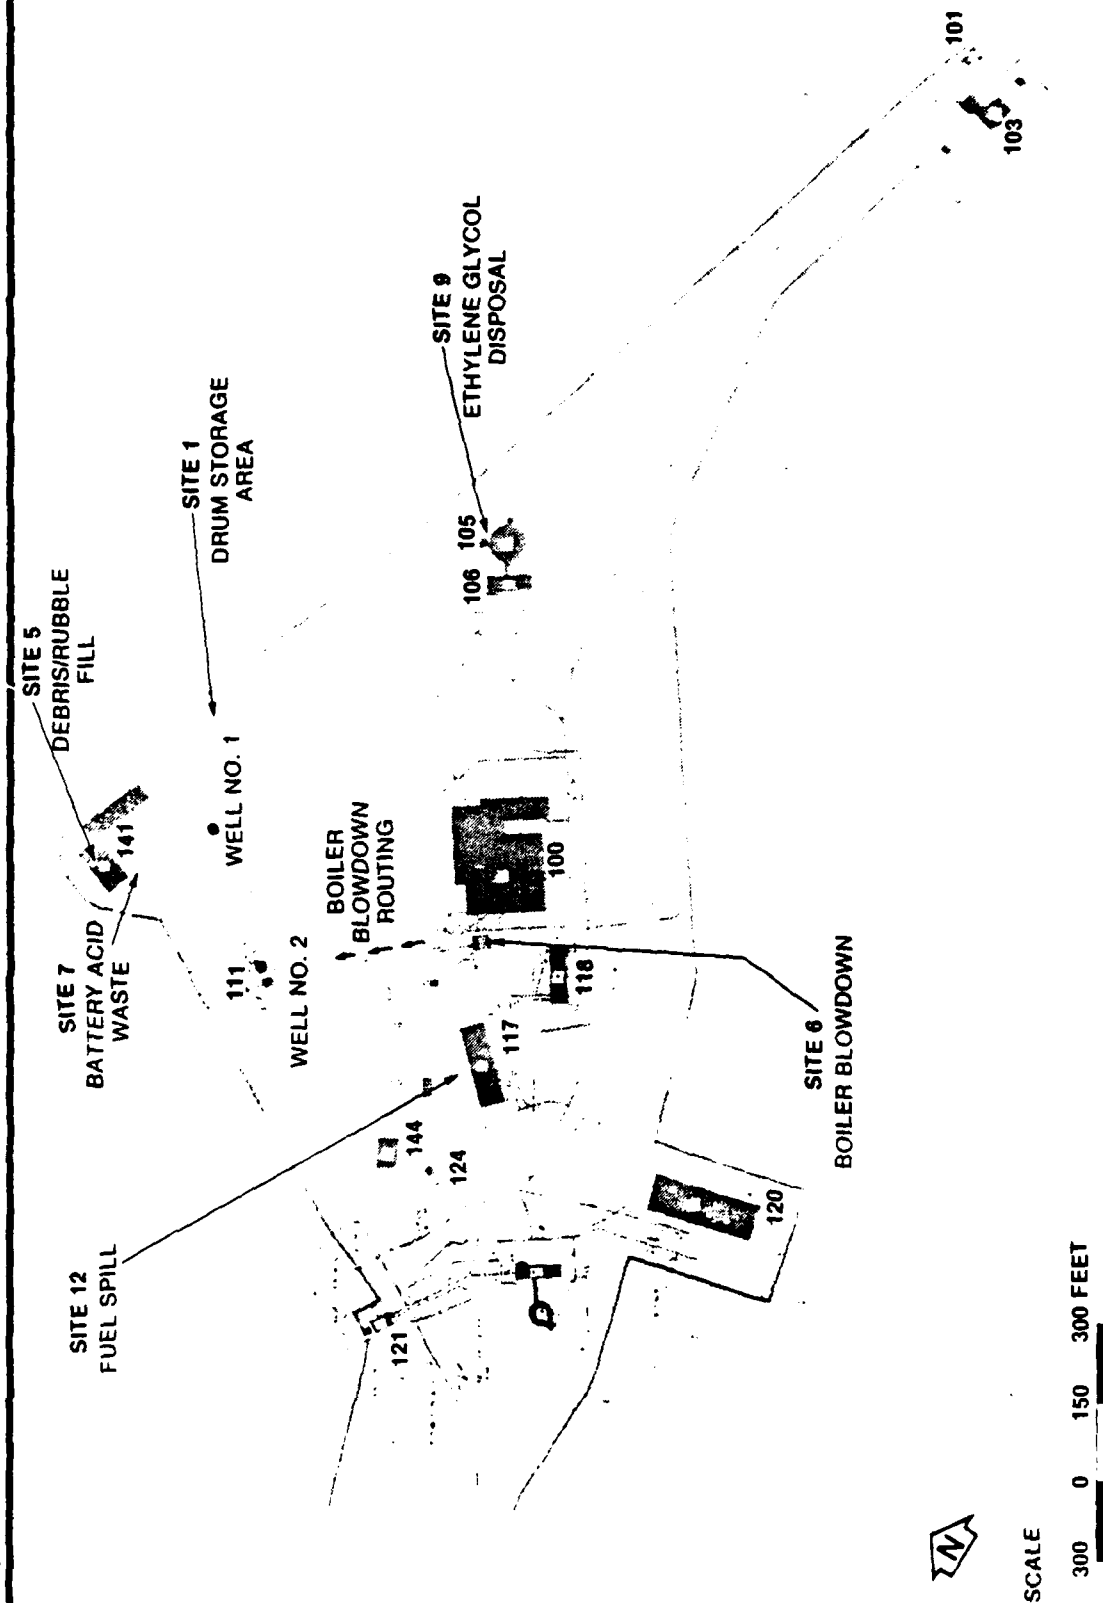 SITE 5
DEBRIS/RUBBLE
FILL
SITE 7
BATTERY ACID
WASTE
141
SITE 1
DRUM STORAGE
AREA
WELL NO. 1
111
WELL NO. 2
BOILER
BLOWDOWN
ROUTING
SITE 9
ETHYLENE GLYCOL
DISPOSAL
105
106
SITE 12
FUEL SPILL
144
124
121
117
118
100
SITE 6
BOILER BLOWDOWN
120
101
103
N
SCALE
300 0 150 300 FEET